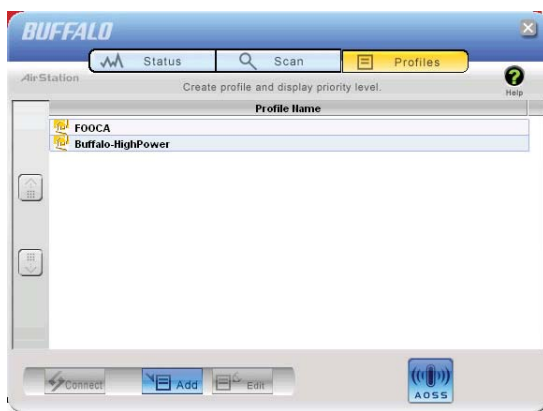 BUFFALO
Status Scan Profiles
AirStation
Create profile and display priority level.
Help
Profile Name
FOOCA
Buffalo-HighPower
Connect Add Edit
AOSS